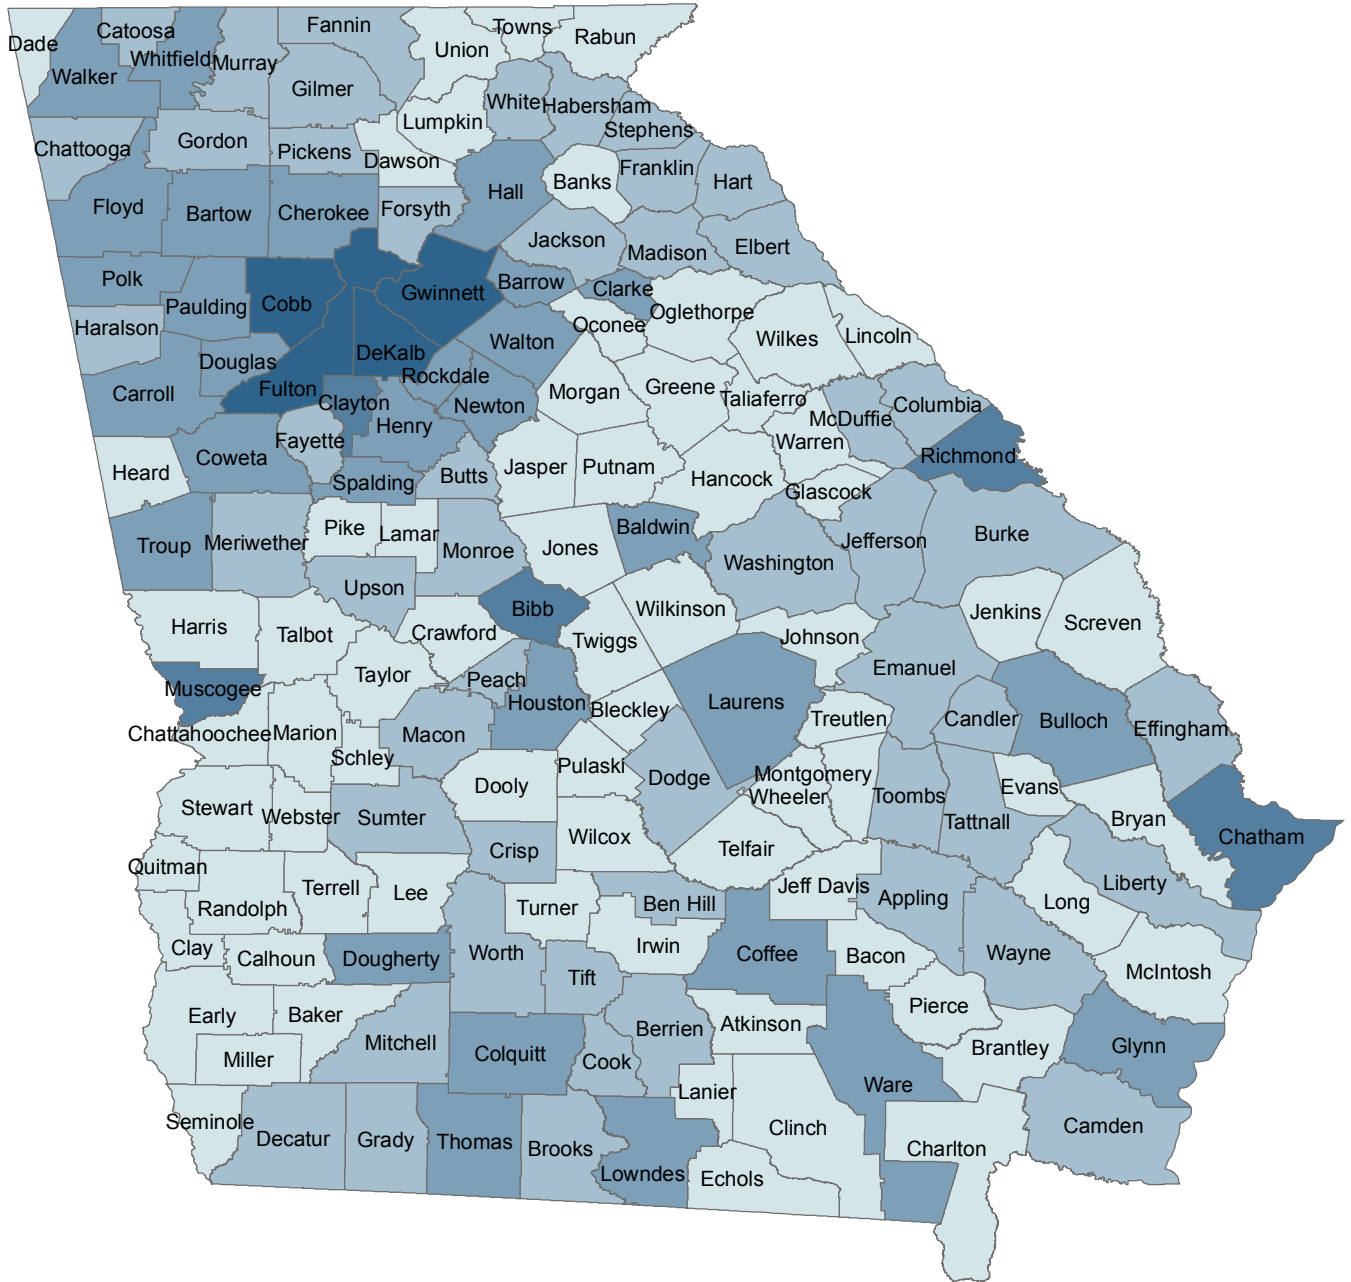 Dade
Catoosa
Whitfield
Walker
Murray
Fannin
Gilmer
Union
Towns
Rabun
White
Habersham
Stephens
Lumpkin
Chattooga
Gordon
Pickens
Dawson
Banks
Franklin
Hart
Hall
Floyd
Bartow
Cherokee
Forsyth
Jackson
Madison
Elbert
Polk
Paulding
Cobb
Gwinnett
Barrow
Clarke
Oglethorpe
Haralson
Oconee
Wilkes
Lincoln
Walton
DeKalb
Douglas
Rockdale
Carroll
Fulton
Clayton
Newton
Morgan
Greene
Taliaferro
McDuffie
Columbia
Henry
Fayette
Warren
Richmond
Coweta
Heard
Spalding
Butts
Jasper
Putnam
Hancock
Glascock
Troup
Meriwether
Pike
Lamar
Monroe
Jones
Baldwin
Washington
Jefferson
Burke
Upson
Bibb
Wilkinson
Jenkins
Screven
Harris
Talbot
Crawford
Twiggs
Johnson
Emanuel
Taylor
Peach
Muscogee
Houston
Bleckley
Laurens
Treutlen
Candler
Bulloch
Effingham
Chattahoochee
Marion
Macon
Schley
Pulaski
Dodge
Montgomery
Wheeler
Toombs
Evans
Tattnall
Bryan
Chatham
Dooly
Stewart
Webster
Sumter
Wilcox
Telfair
Crisp
Quitman
Randolph
Terrell
Lee
Turner
Ben Hill
Jeff Davis
Appling
Long
Liberty
Clay
Calhoun
Dougherty
Worth
Irwin
Coffee
Bacon
Wayne
McIntosh
Tift
Early
Baker
Pierce
Miller
Mitchell
Colquitt
Cook
Berrien
Atkinson
Brantley
Glynn
Ware
Lanier
Seminole
Decatur
Grady
Thomas
Brooks
Lowndes
Clinch
Echols
Charlton
Camden